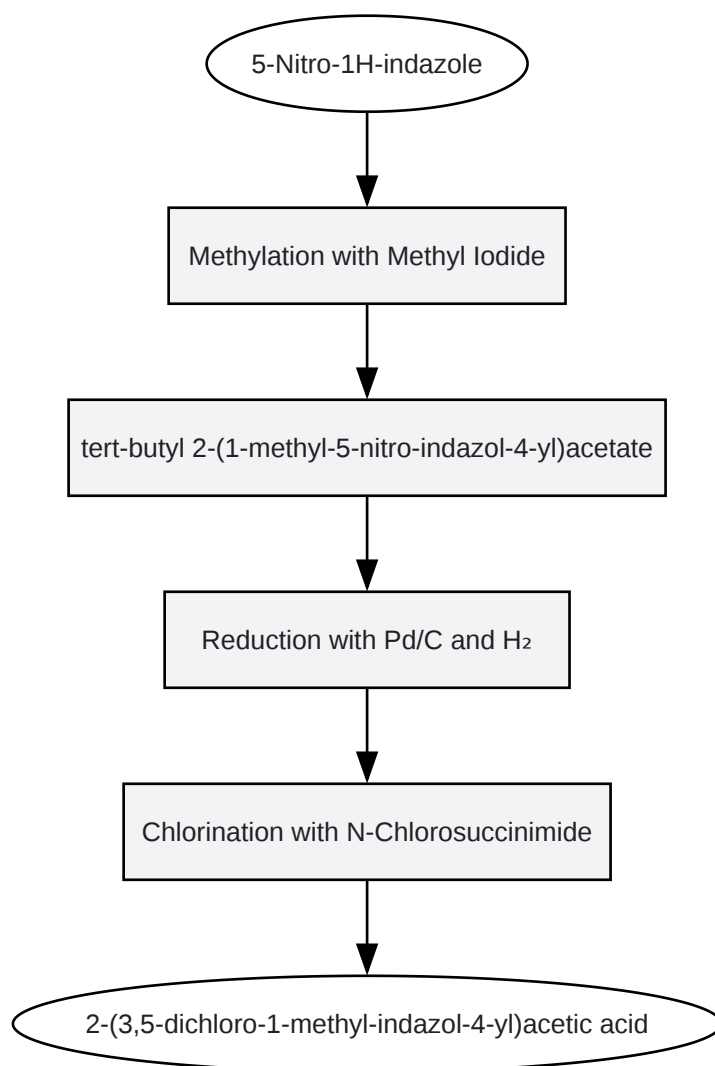 5-Nitro-1H-indazole
Methylation with Methyl Iodide
tert-butyl 2-(1-methyl-5-nitro-indazol-4-yl)acetate
Reduction with Pd/C and H₂
Chlorination with N-Chlorosuccinimide
2-(3,5-dichloro-1-methyl-indazol-4-yl)acetic acid